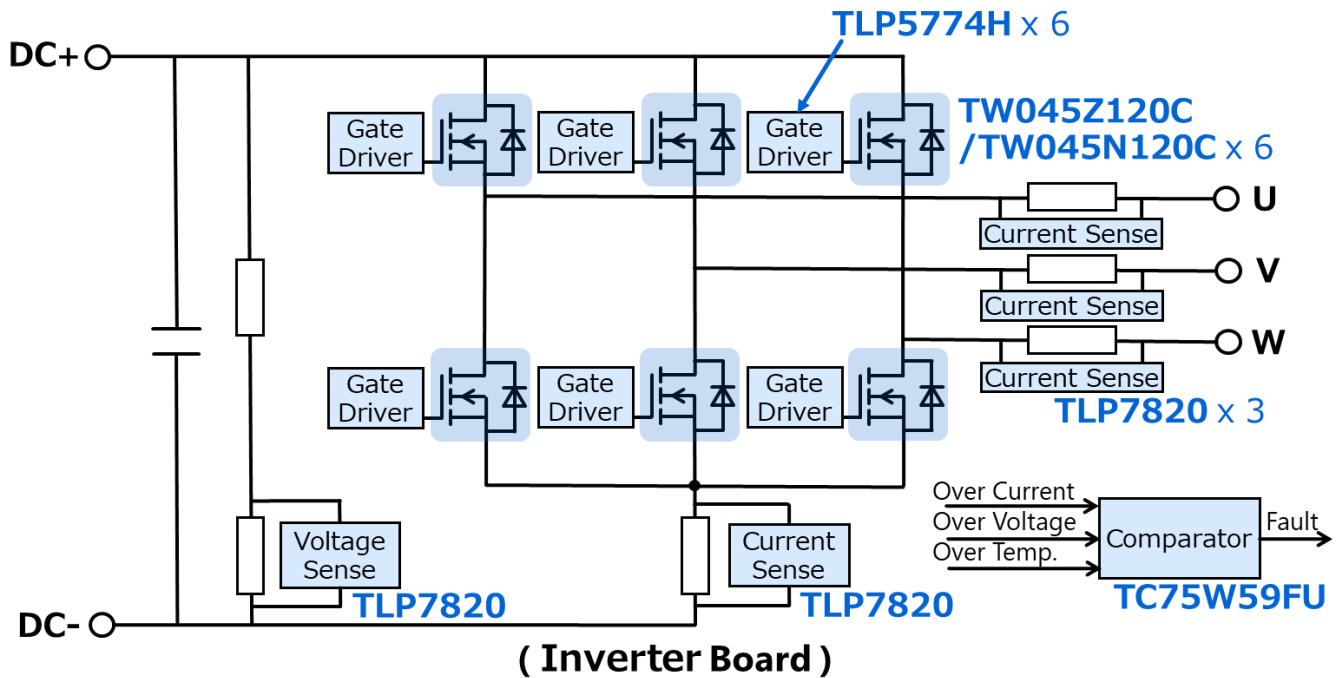 TLP5774H x 6
DC+
Gate
Driver
Gate
Driver
Gate
Driver
TW045Z120C
/TW045N120C x 6
U
Current Sense
V
Current Sense
W
Current Sense
TLP7820 x 3
Gate
Driver
Gate
Driver
Gate
Driver
Over Current
Over Voltage
Over Temp.
Comparator
Fault
TC75W59FU
Voltage
Sense
TLP7820
Current
Sense
TLP7820
DC-
( Inverter Board )